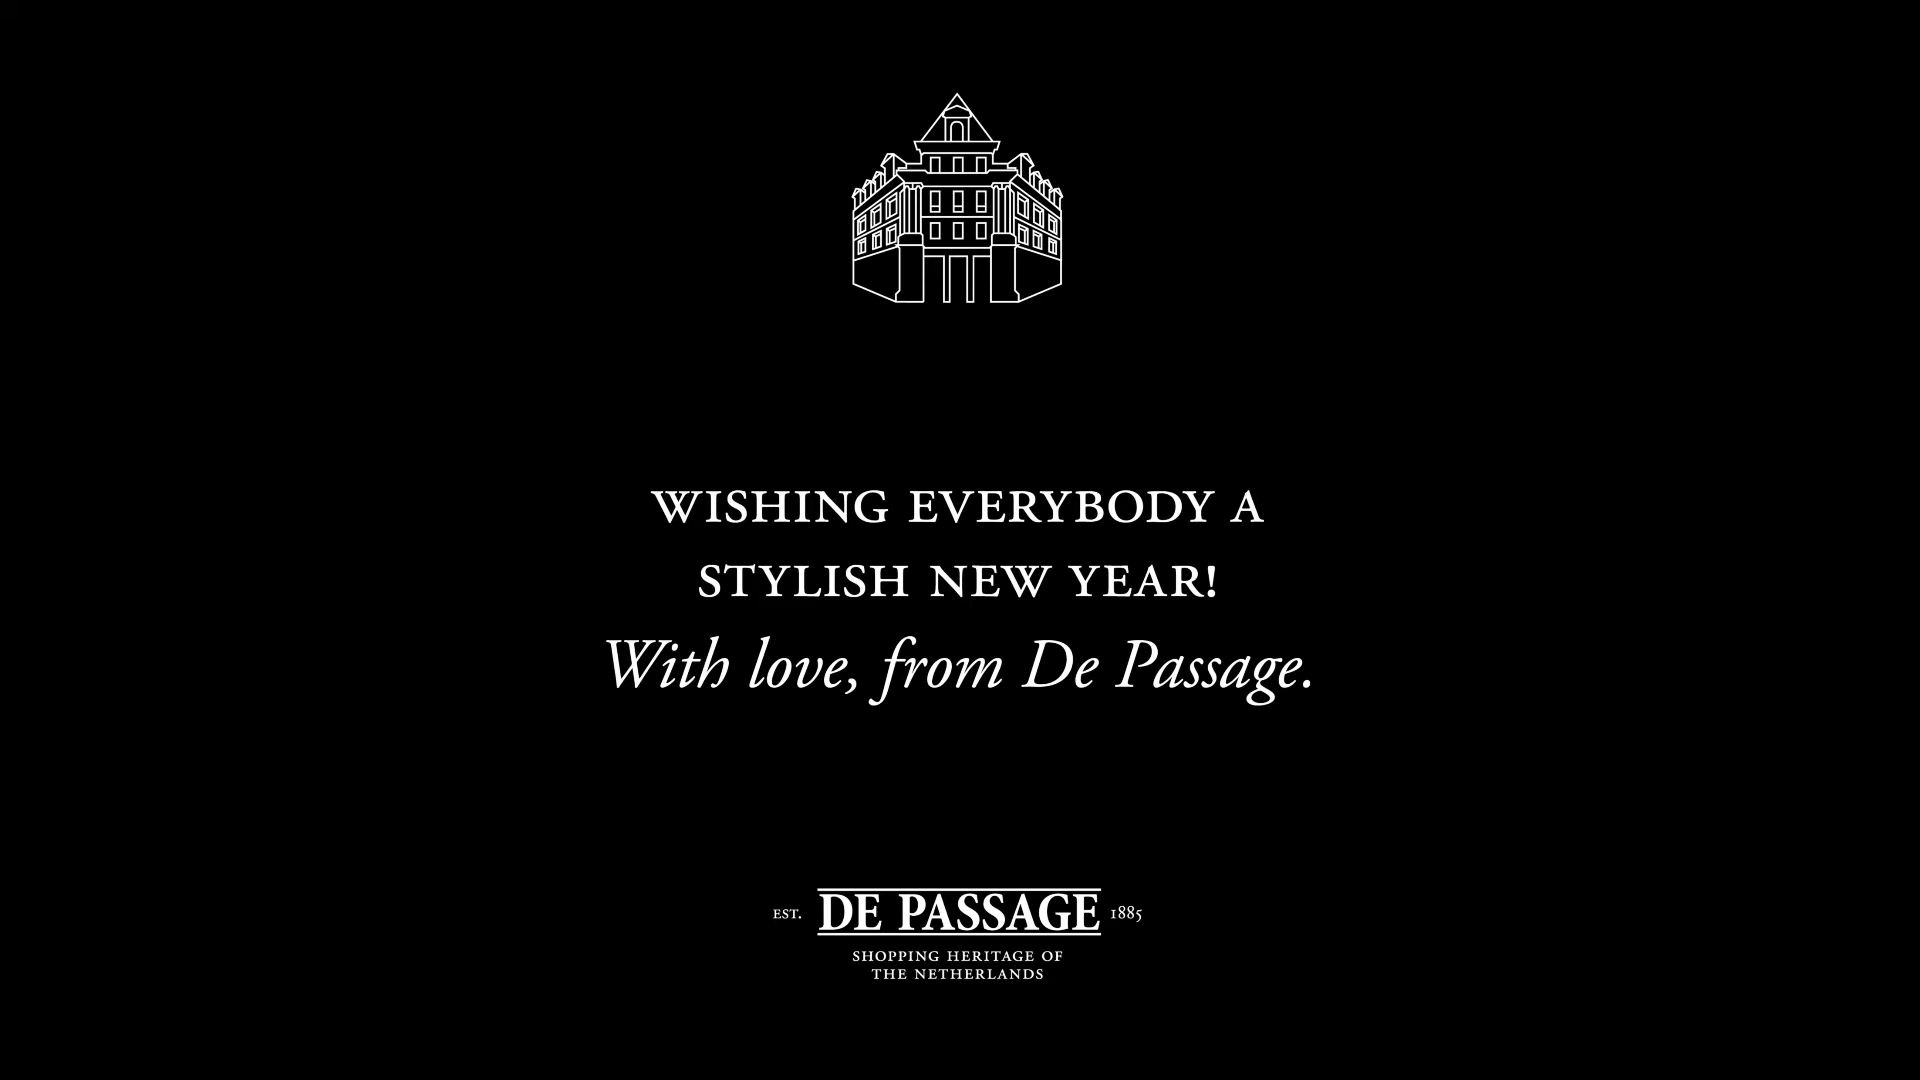 WISHING EVERYBODY A
STYLISH NEW YEAR!
With love, from De Passage.
EST. DE PASSAGE 1885
SHOPPING HERITAGE OF
THE NETHERLANDS